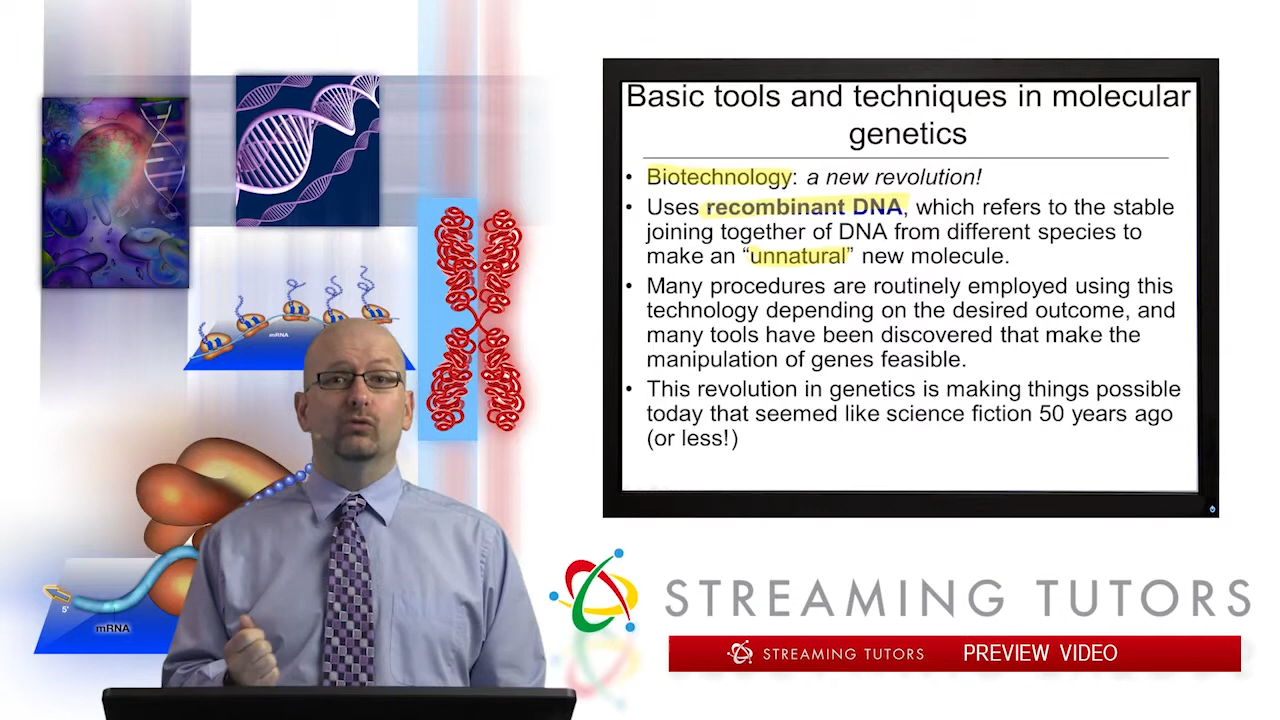 Basic tools and techniques in molecular
genetics
• Biotechnology: a new revolution!
• Uses recombinant DNA, which refers to the stable
joining together of DNA from different species to
make an “unnatural” new molecule.
• Many procedures are routinely employed using this
technology depending on the desired outcome, and
many tools have been discovered that make the
manipulation of genes feasible.
• This revolution in genetics is making things possible
today that seemed like science fiction 50 years ago
(or less!)
mRNA
5'
mRNA
STREAMING TUTORS
STREAMING TUTORS PREVIEW VIDEO